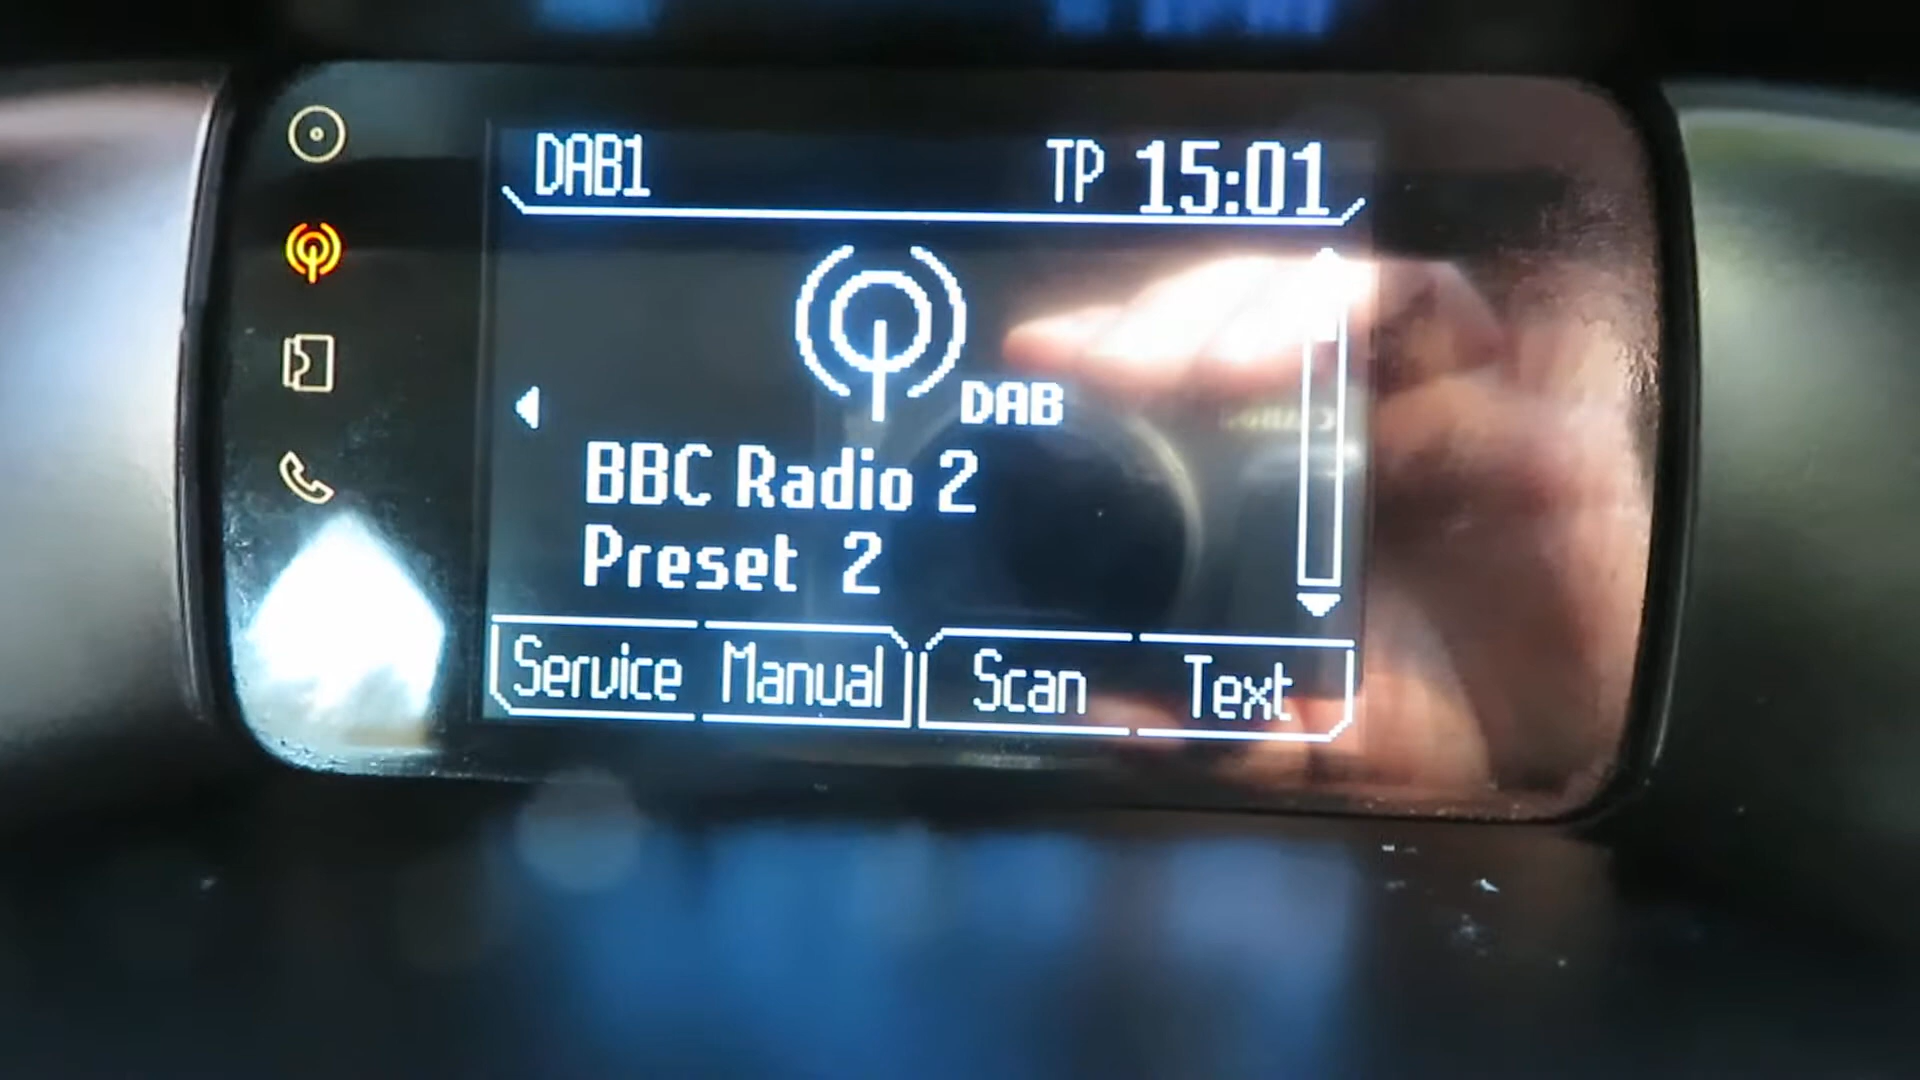 DAB1 TP 15:01
DAB
BBC Radio 2
Preset 2
Service Manual Scan Text